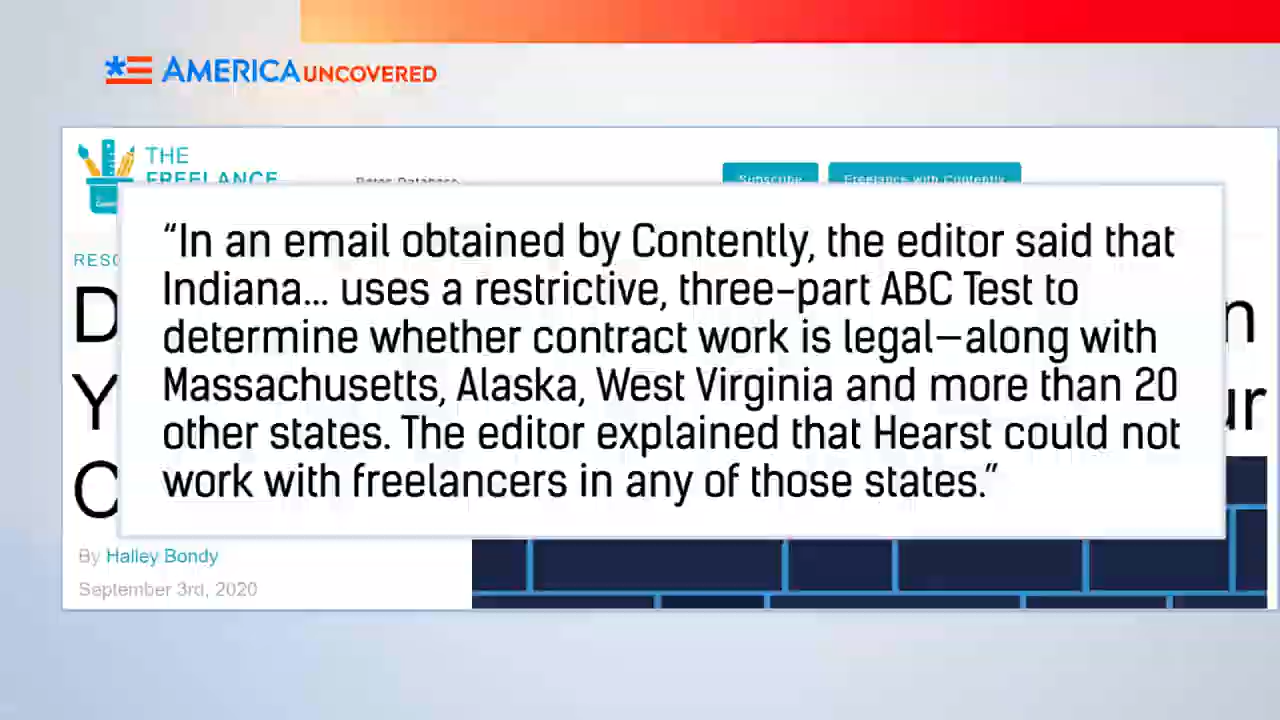 AMERICA UNCOVERED
THE
FREELANCE
Rates Database
Subscribe
Freelance with Contently
“In an email obtained by Contently, the editor said that
Indiana... uses a restrictive, three-part ABC Test to
determine whether contract work is legal—along with
Massachusetts, Alaska, West Virginia and more than 20
other states. The editor explained that Hearst could not
work with freelancers in any of those states.”
By Halley Bondy
September 3rd, 2020